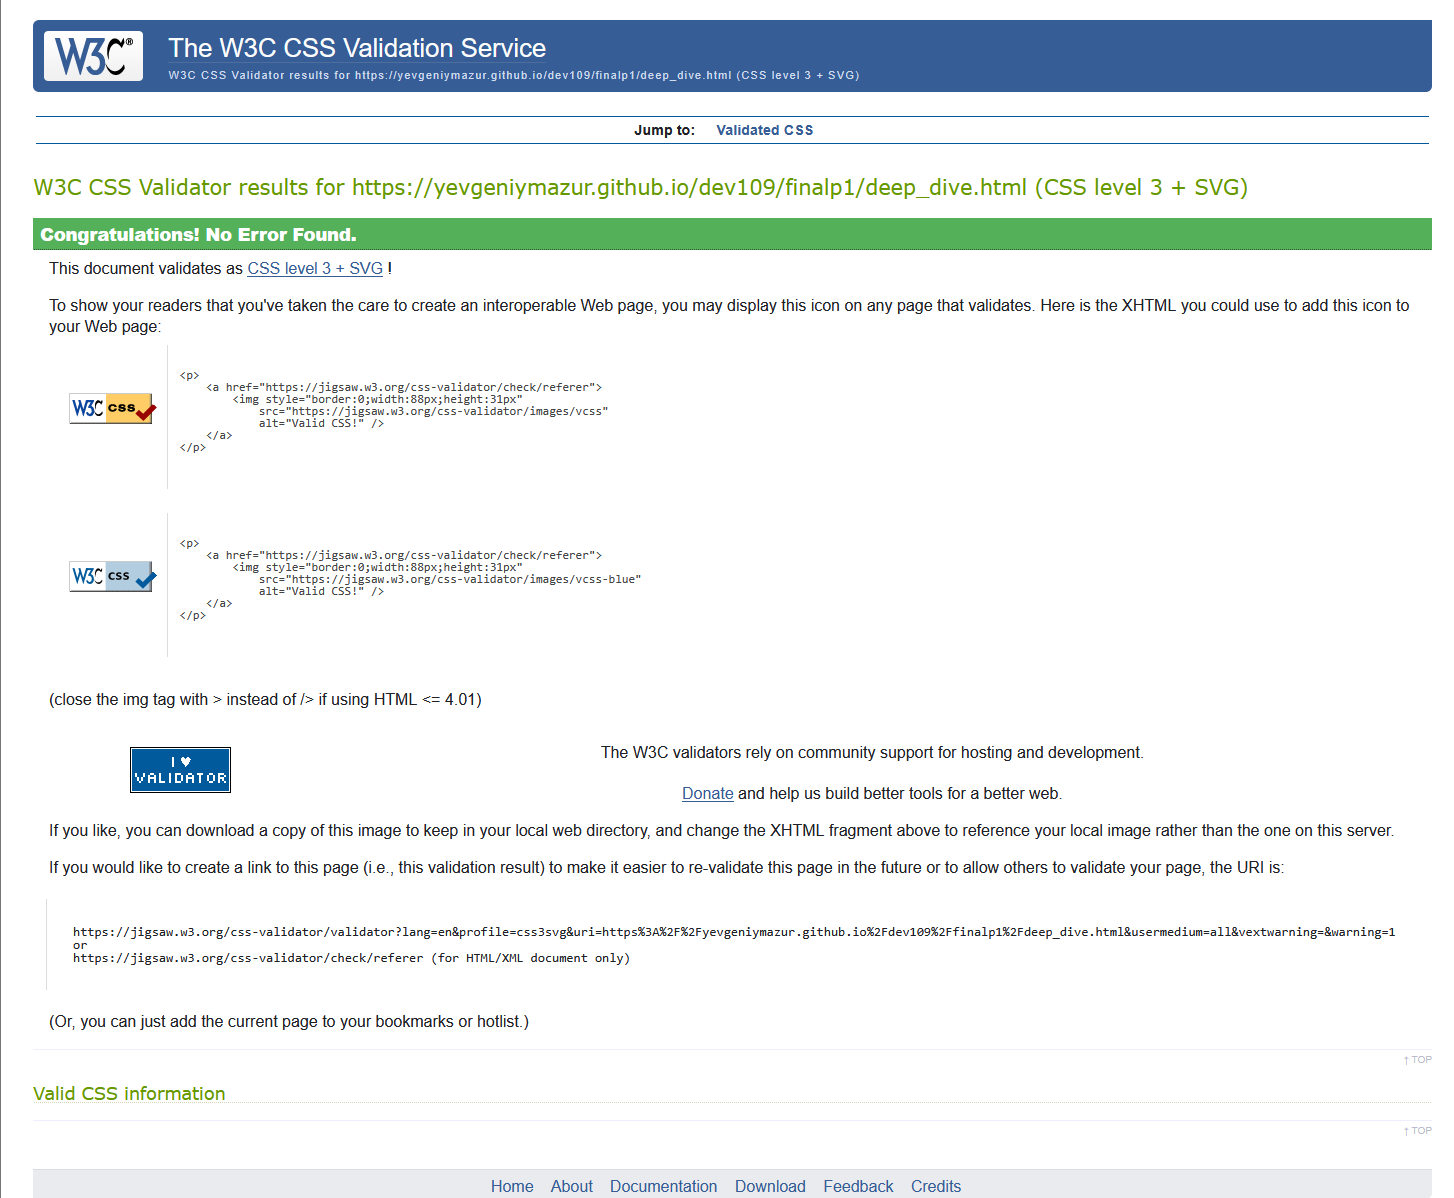 W3C®
The W3C CSS Validation Service
W3C CSS Validator results for https://yevgeniymazur.github.io/dev109/finalp1/deep_dive.html (CSS level 3 + SVG)
Jump to: Validated CSS
W3C CSS Validator results for https://yevgeniymazur.github.io/dev109/finalp1/deep_dive.html (CSS level 3 + SVG)
Congratulations! No Error Found.
This document validates as CSS level 3 + SVG !
To show your readers that you've taken the care to create an interoperable Web page, you may display this icon on any page that validates. Here is the XHTML you could use to add this icon to
your Web page:
W3C css
<p>
    <a href="https://jigsaw.w3.org/css-validator/check/referer">
        <img style="border:0;width:88px;height:31px"
            src="https://jigsaw.w3.org/css-validator/images/vcss"
            alt="Valid CSS!" />
    </a>
</p>
W3C css
<p>
    <a href="https://jigsaw.w3.org/css-validator/check/referer">
        <img style="border:0;width:88px;height:31px"
            src="https://jigsaw.w3.org/css-validator/images/vcss-blue"
            alt="Valid CSS!" />
    </a>
</p>
(close the img tag with > instead of /> if using HTML <= 4.01)
I ♥
VALIDATOR
The W3C validators rely on community support for hosting and development.
Donate and help us build better tools for a better web.
If you like, you can download a copy of this image to keep in your local web directory, and change the XHTML fragment above to reference your local image rather than the one on this server.
If you would like to create a link to this page (i.e., this validation result) to make it easier to re-validate this page in the future or to allow others to validate your page, the URI is:
https://jigsaw.w3.org/css-validator/validator?lang=en&profile=css3svg&uri=https%3A%2F%2Fyevgeniymazur.github.io%2Fdev109%2Ffinalp1%2Fdeep_dive.html&usermedium=all&vextwarning=&warning=1
or
https://jigsaw.w3.org/css-validator/check/referer (for HTML/XML document only)
(Or, you can just add the current page to your bookmarks or hotlist.)
↑ TOP
Valid CSS information
↑ TOP
Home About Documentation Download Feedback Credits